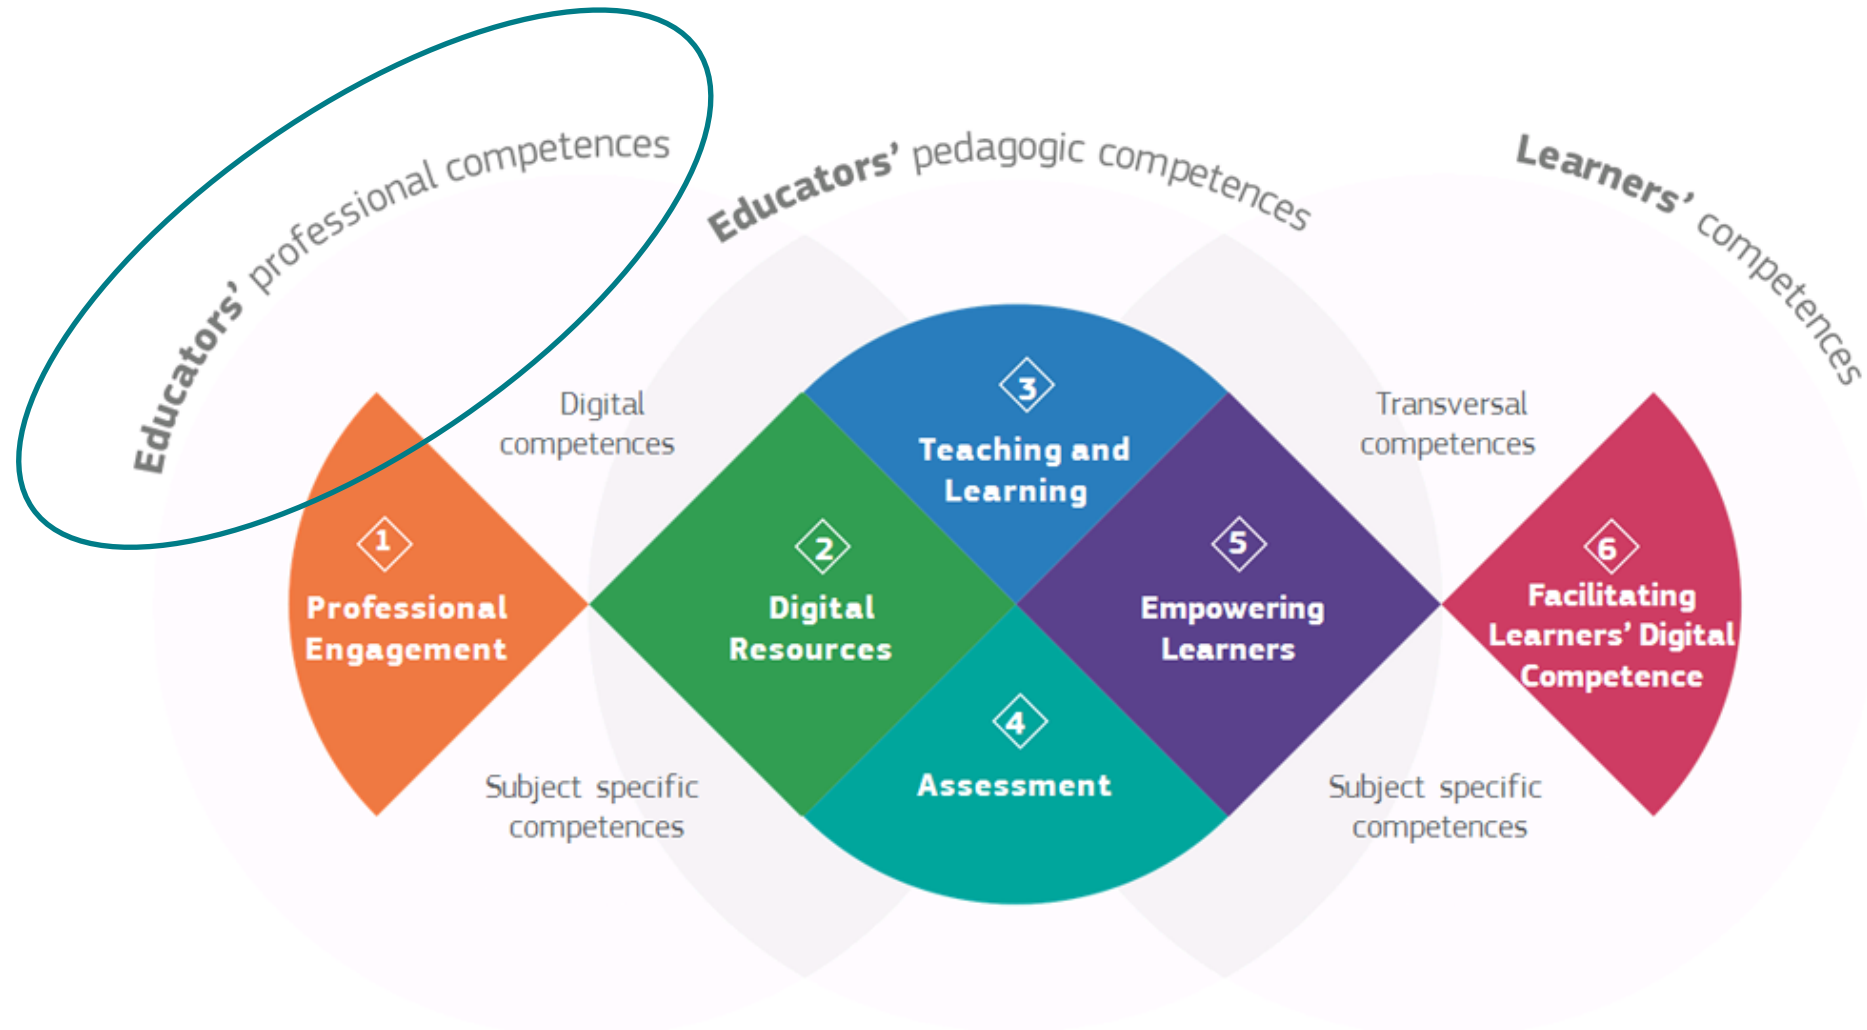 Educators’ professional competences
Educators’ pedagogic competences
Learners’ competences
Digital
competences
Transversal
competences
3
Teaching and
Learning
1
Professional
Engagement
2
Digital
Resources
5
Empowering
Learners
6
Facilitating
Learners’ Digital
Competence
4
Assessment
Subject specific
competences
Subject specific
competences